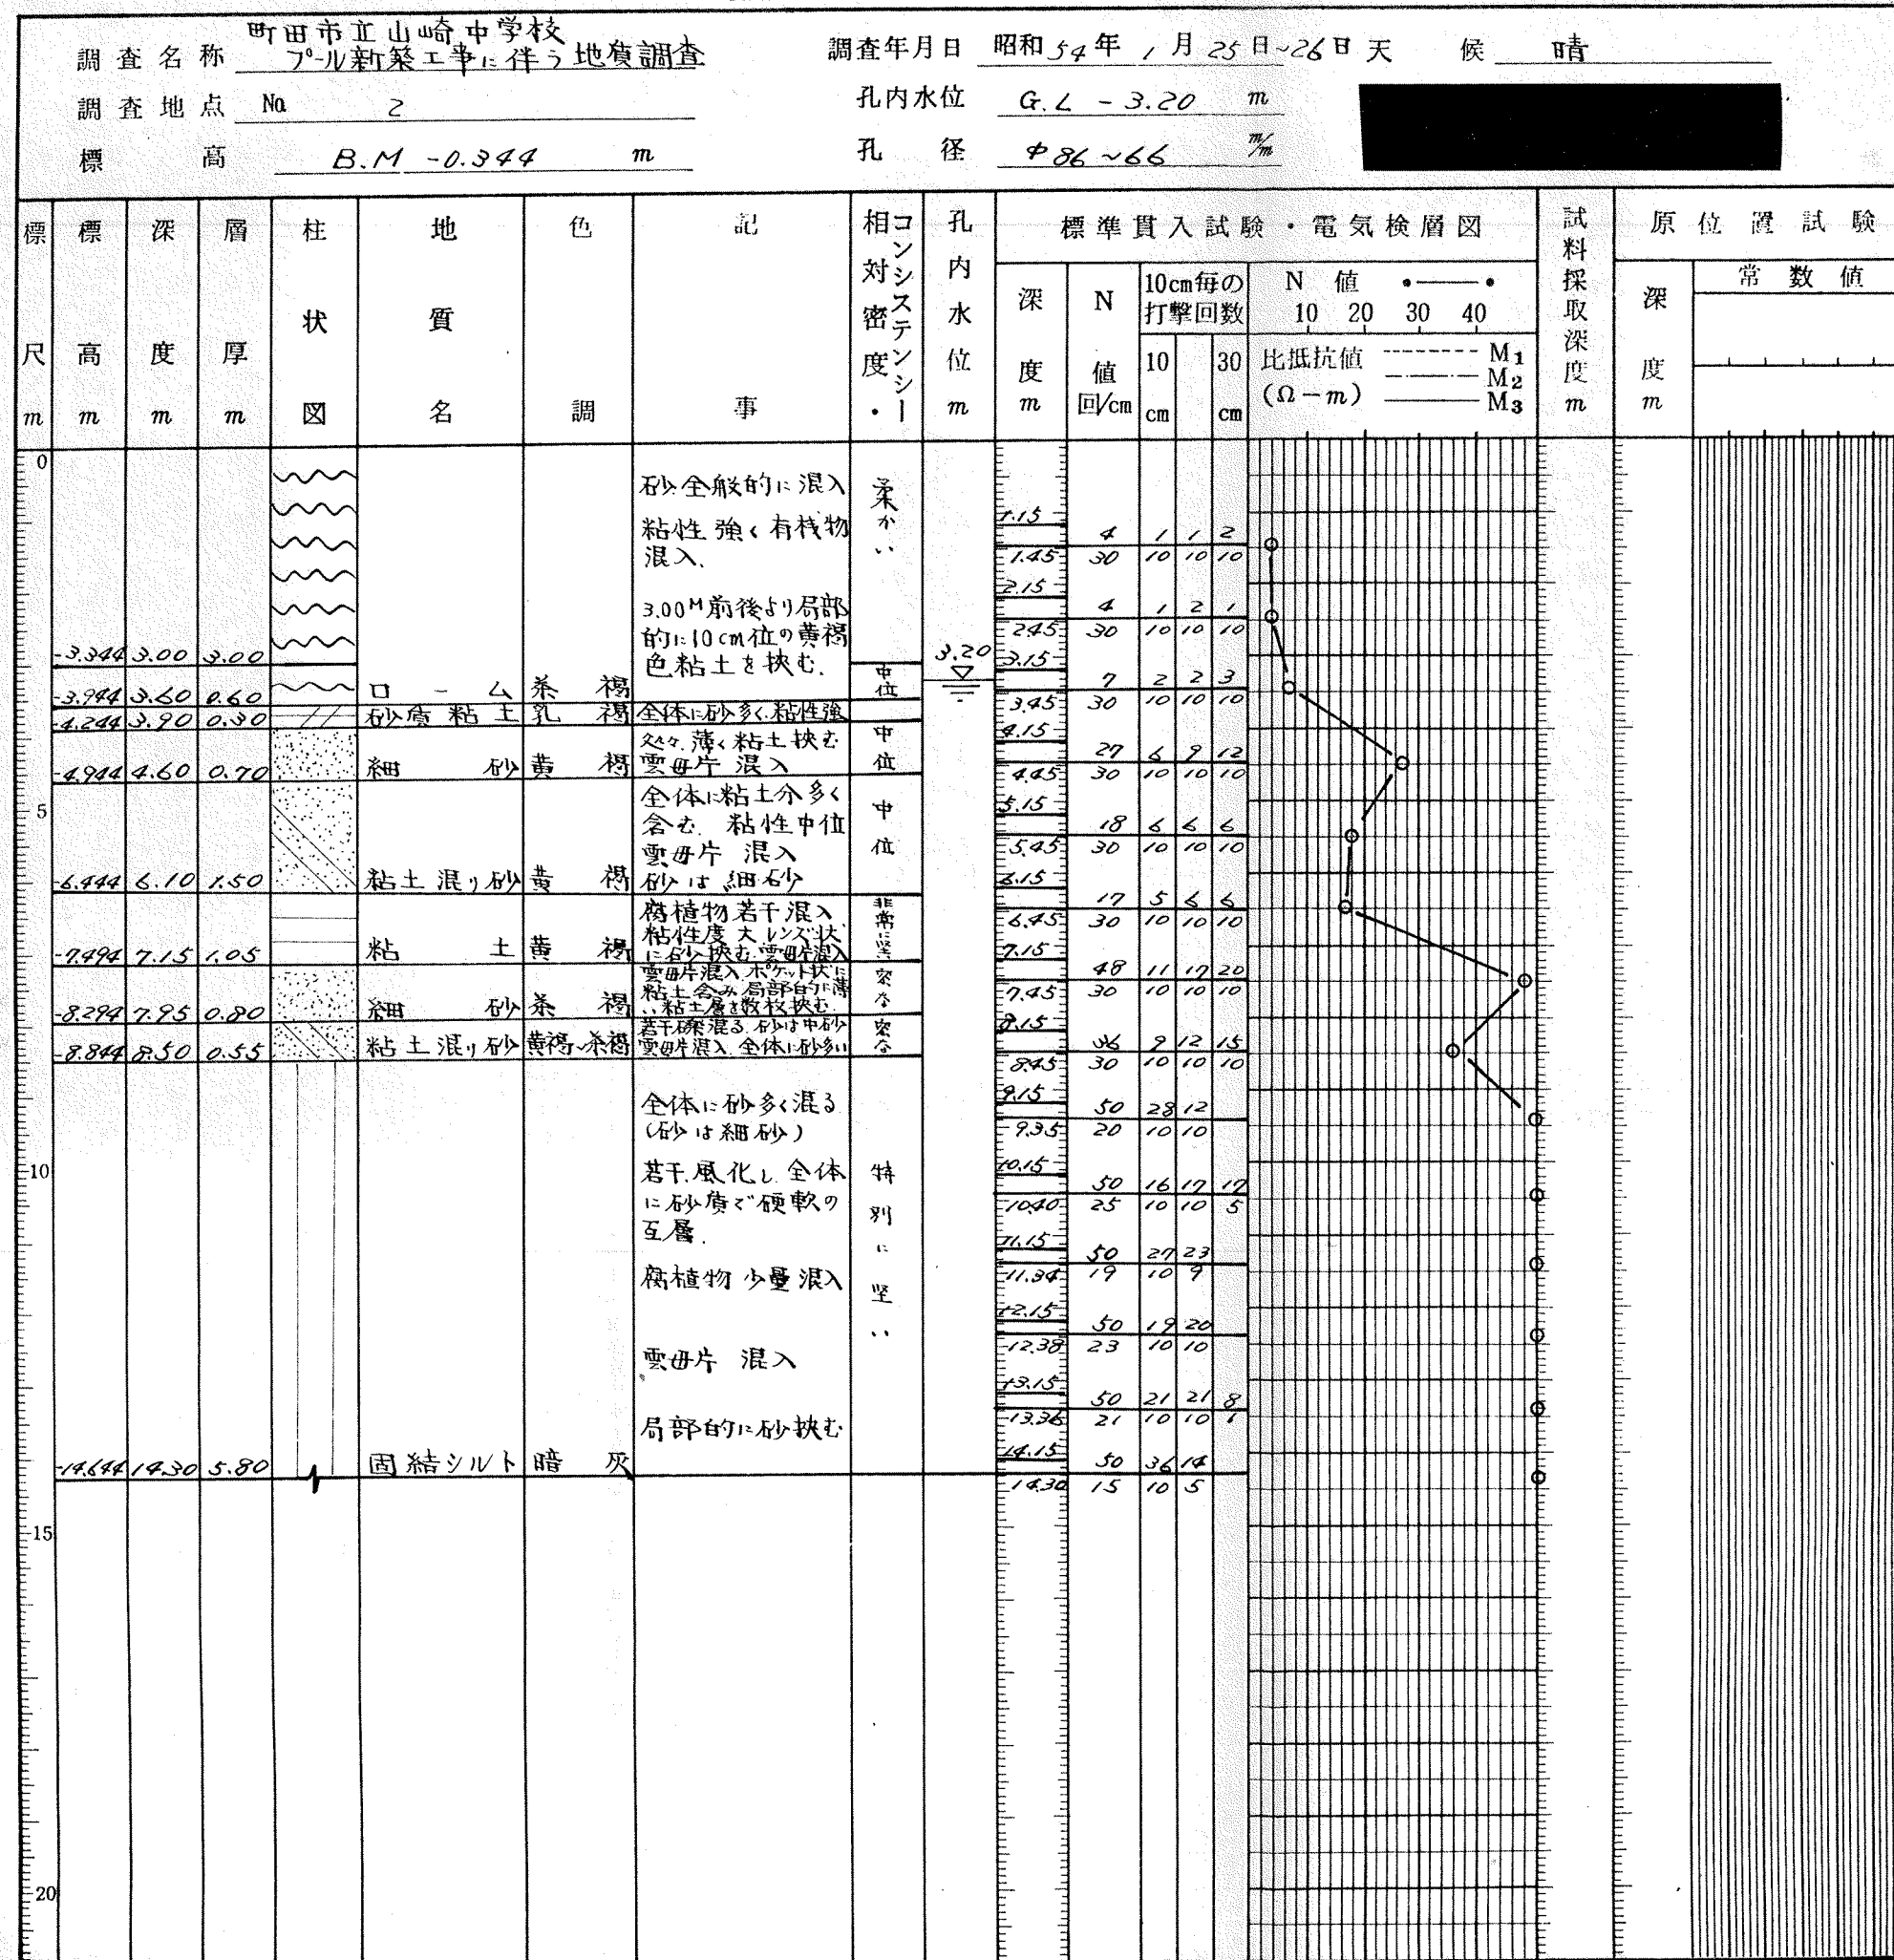 町田市立山崎中学校
調査名称 プール新築工事に伴う地質調査
調査年月日 昭和54年1月25日~26日 天候 晴
調査地点 No. 2
孔内水位 G.L - 3.20 m
標高 B.M -0.344 m
孔径 φ86~66 m/m
標尺 m
標高 m
深度 m
層厚 m
柱状図
地質名
色調
記事
相対密度・コンシステンシー
孔内水位 m
標準貫入試験・電気検層図
深度 m
N値 回/cm
10cm毎の打撃回数
10 cm
30 cm
N値
10 20 30 40
比抵抗値 (Ω-m)
M1
M2
M3
試料採取深度 m
原位置試験
深度 m
常数値
0
5
10
15
20
砂全般的に混入
粘性強く有機物
混入.
3.00M前後より局部
的に10cm位の黄褐
色粘土を挟む.
柔かい
-3.344 3.00 3.00
-3.944 3.60 0.60 ローム 茶褐 中位
3.20
-4.244 3.90 0.30 砂質粘土 乳褐 全体に砂多く粘性強
-4.944 4.60 0.70 細砂 黄褐
処々薄く粘土挟む
雲母片混入
中位
-6.444 6.10 1.50 粘土混り砂 黄褐
全体に粘土分多く
含む. 粘性中位
雲母片 混入
砂は細砂
中位
-7.494 7.15 1.05 粘土 黄褐
腐植物若干混入
粘性度大 レンズ状
に砂挟む.雲母片混入
非常に堅
-8.294 7.95 0.80 細砂 茶褐
雲母片混入.ポケット状に
粘土含み局部的に薄
い粘土層を数枚挟む
密な
-8.844 8.50 0.55 粘土混り砂 黄褐~茶褐
若干礫混る.砂は中砂
雲母片混入.全体に砂多い
密な
-14.644 14.30 5.80 固結シルト 暗灰
全体に砂多く混る
(砂は細砂)
若干風化し全体
に砂質で硬軟の
互層.
腐植物少量混入
雲母片 混入
局部的に砂挟む
特別に堅い
1.15 4 1 1 2
1.45 30 10 10 10
2.15 4 1 2 1
2.45 30 10 10 10
3.15 7 2 2 3
3.45 30 10 10 10
4.15 27 6 9 12
4.45 30 10 10 10
5.15 18 6 6 6
5.45 30 10 10 10
6.15 17 5 6 6
6.45 30 10 10 10
7.15 48 11 17 20
7.45 30 10 10 10
8.15 36 9 12 15
8.45 30 10 10 10
9.15 50 28 12
9.35 20 10 10
10.15 50 16 17 17
10.40 25 10 10 5
11.15 50 27 23
11.34 19 10 9
12.15 50 19 20
12.38 23 10 10
13.15 50 21 21 8
13.36 21 10 10 1
14.15 50 36 14
14.30 15 10 5